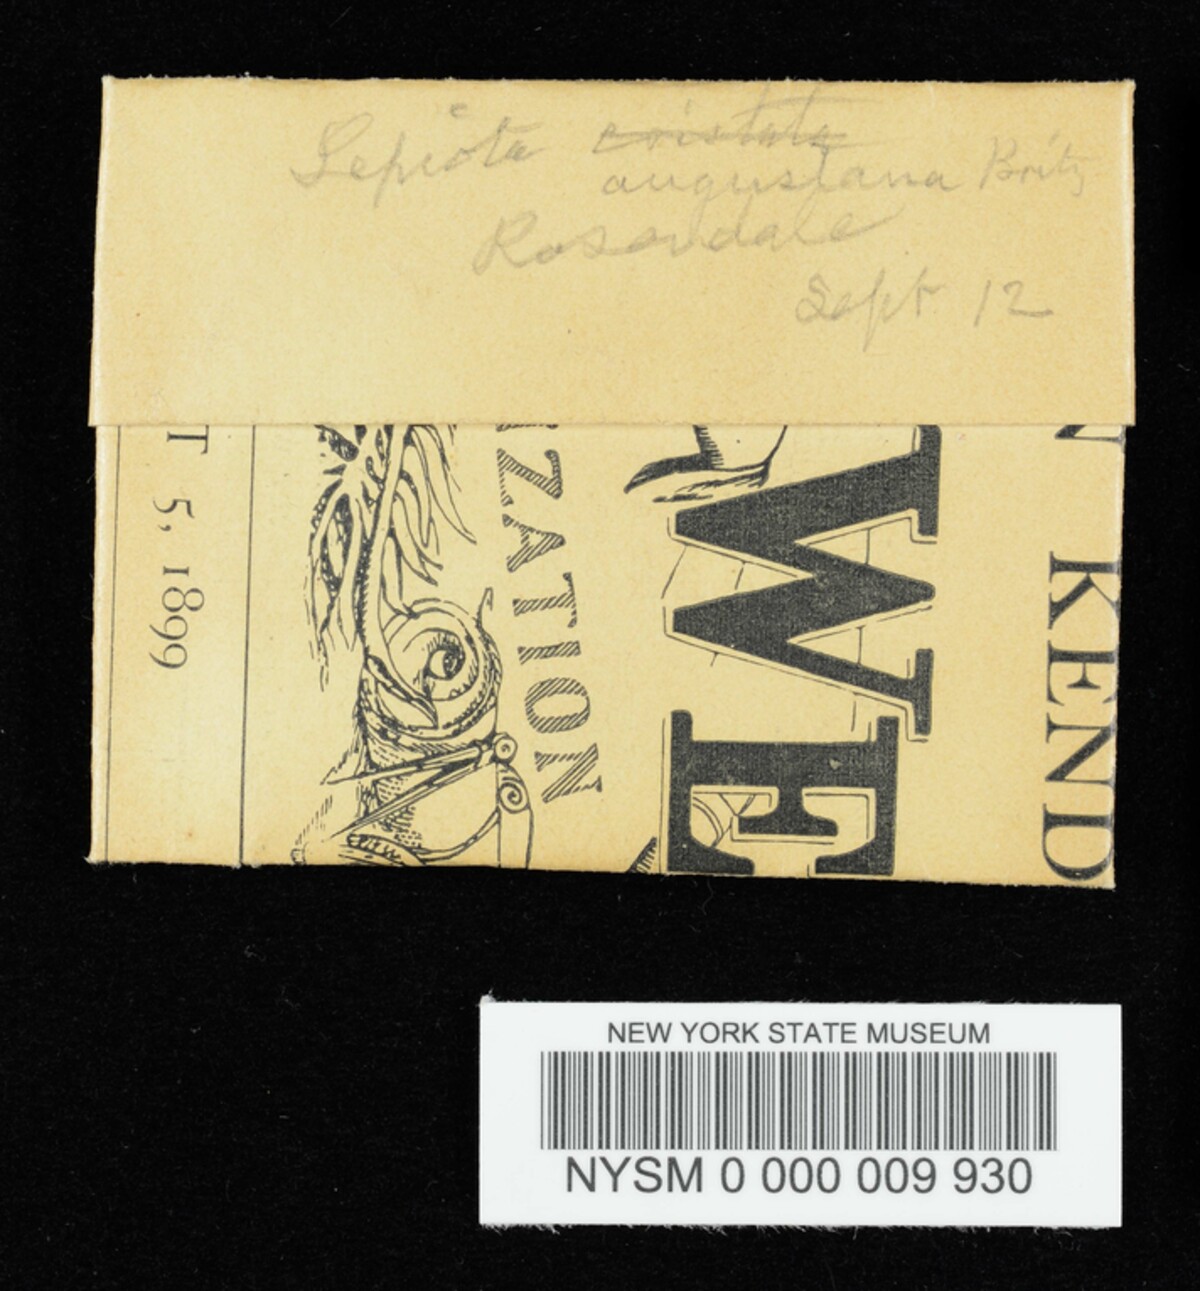 Lepiota cristata
augustana Britz
Rosendale
Sept 12
T 5, 1899
IZATION
WE
N KEND
NEW YORK STATE MUSEUM
NYSM 0 000 009 930